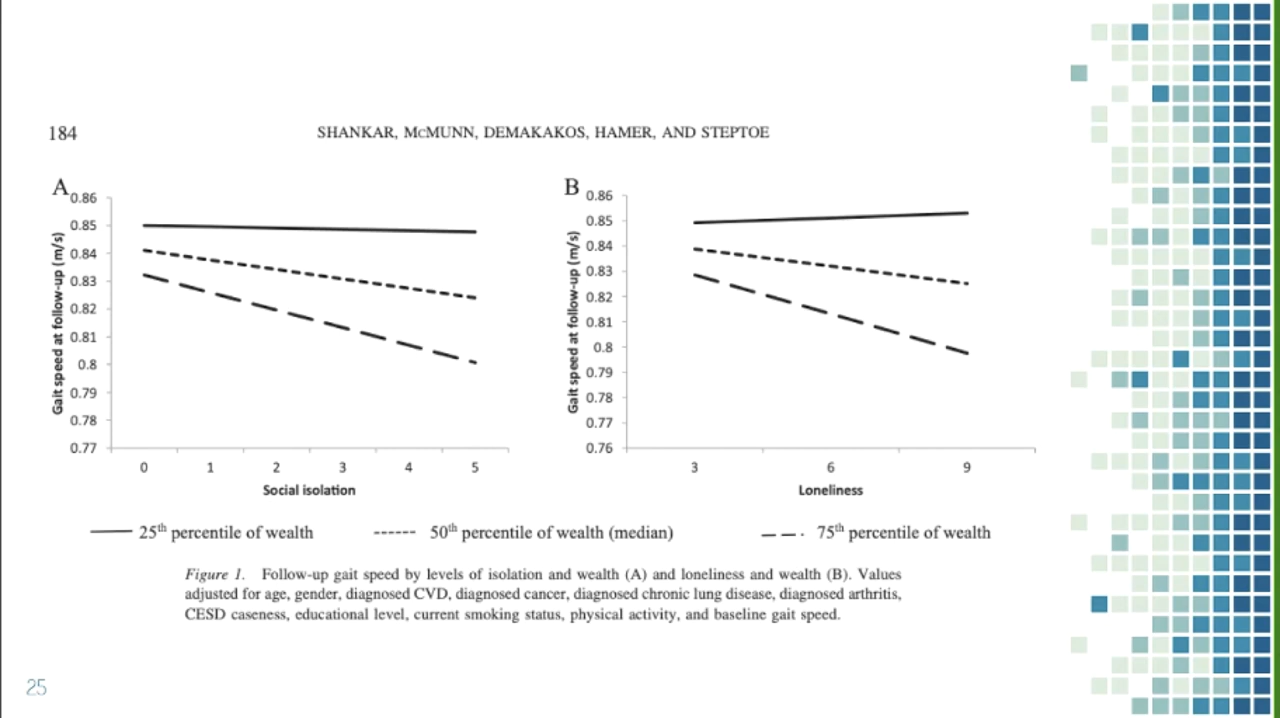 184 SHANKAR, McMUNN, DEMAKAKOS, HAMER, AND STEPTOE
A
Gait speed at follow-up (m/s)
0.86
0.85
0.84
0.83
0.82
0.81
0.8
0.79
0.78
0.77
0 1 2 3 4 5
Social isolation
B
Gait speed at follow-up (m/s)
0.86
0.85
0.84
0.83
0.82
0.81
0.8
0.79
0.78
0.77
0.76
3 6 9
Loneliness
25th percentile of wealth 50th percentile of wealth (median) 75th percentile of wealth
Figure 1. Follow-up gait speed by levels of isolation and wealth (A) and loneliness and wealth (B). Values
adjusted for age, gender, diagnosed CVD, diagnosed cancer, diagnosed chronic lung disease, diagnosed arthritis,
CESD caseness, educational level, current smoking status, physical activity, and baseline gait speed.
25